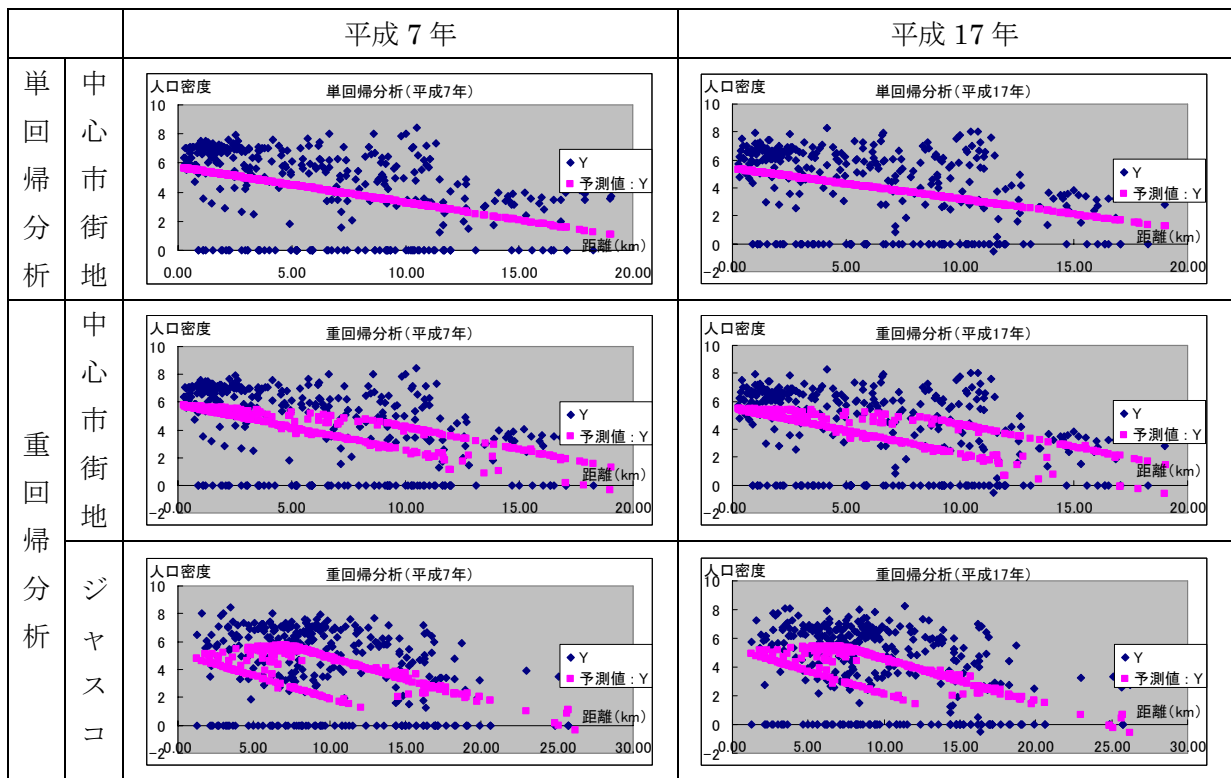 平成 7 年
平成 17 年
単回帰分析
中心市街地
人口密度
単回帰分析(平成7年)
10
8
6
4
2
0
0.00
5.00
10.00
15.00
20.00
距離(km)
Y
予測値：Y
人口密度
単回帰分析(平成17年)
10
8
6
4
2
0
-2
0.00
5.00
10.00
15.00
20.00
距離(km)
Y
予測値：Y
重回帰分析
中心市街地
人口密度
重回帰分析(平成7年)
10
8
6
4
2
0
-2
0.00
5.00
10.00
15.00
20.00
距離(km)
Y
予測値：Y
人口密度
重回帰分析(平成17年)
10
8
6
4
2
0
-2
0.00
5.00
10.00
15.00
20.00
距離(km)
Y
予測値：Y
ジャスコ
人口密度
重回帰分析(平成7年)
10
8
6
4
2
0
-2
0.00
5.00
10.00
15.00
20.00
25.00
30.00
距離(km)
Y
予測値：Y
人口密度
重回帰分析(平成17年)
10
8
6
4
2
0
-2
0.00
5.00
10.00
15.00
20.00
25.00
30.00
距離(km)
Y
予測値：Y